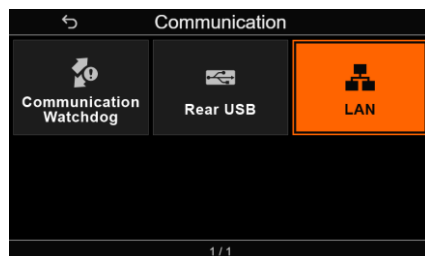 Communication
Communication
Watchdog
Rear USB
LAN
1/1